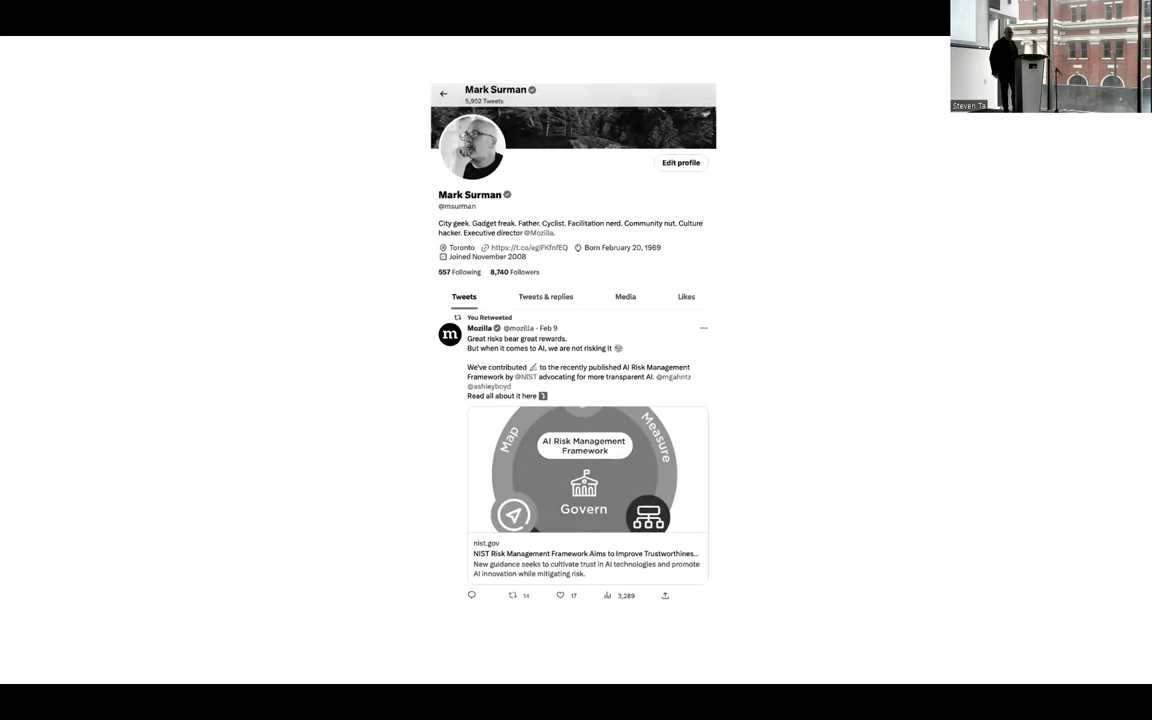 Mark Surman
5,952 Tweets
Edit profile
Mark Surman
@msurman
City geek. Gadget freak. Father. Cyclist. Facilitation nerd. Community nut. Culture
hacker. Executive director @Mozilla.
Toronto https://t.co/egIFKfnfEQ Born February 20, 1969
Joined November 2008
557 Following 8,740 Followers
Tweets Tweets & replies Media Likes
You Retweeted
m
Mozilla @mozilla · Feb 9
Great risks bear great rewards.
But when it comes to AI, we are not risking it
We've contributed to the recently published AI Risk Management
Framework by @NIST advocating for more transparent AI. @mgahntz
@ashleyboyd
Read all about it here
Map
Measure
AI Risk Management
Framework
Govern
nist.gov
NIST Risk Management Framework Aims to Improve Trustworthines...
New guidance seeks to cultivate trust in AI technologies and promote
AI innovation while mitigating risk.
14 17 3,289
Steven Ta